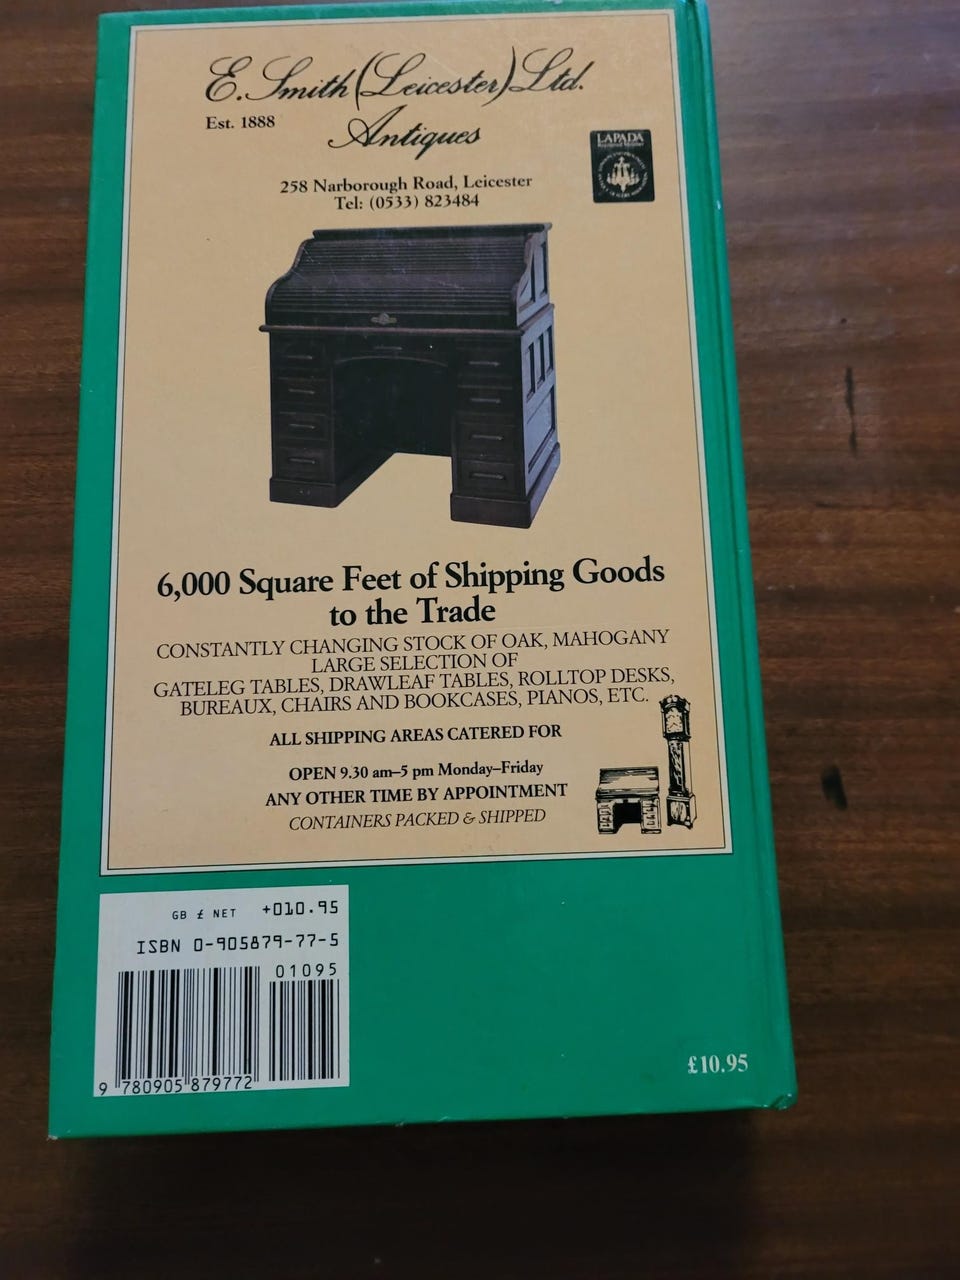 E. Smith (Leicester) Ltd.
Est. 1888
Antiques
LAPADA
258 Narborough Road, Leicester
Tel: (0533) 823484
6,000 Square Feet of Shipping Goods
to the Trade
CONSTANTLY CHANGING STOCK OF OAK, MAHOGANY
LARGE SELECTION OF
GATELEG TABLES, DRAWLEAF TABLES, ROLLTOP DESKS,
BUREAUX, CHAIRS AND BOOKCASES, PIANOS, ETC.
ALL SHIPPING AREAS CATERED FOR
OPEN 9.30 am–5 pm Monday–Friday
ANY OTHER TIME BY APPOINTMENT
CONTAINERS PACKED & SHIPPED
GB £ NET +010.95
ISBN 0-905879-77-5
01095
9 780905 879772
£10.95